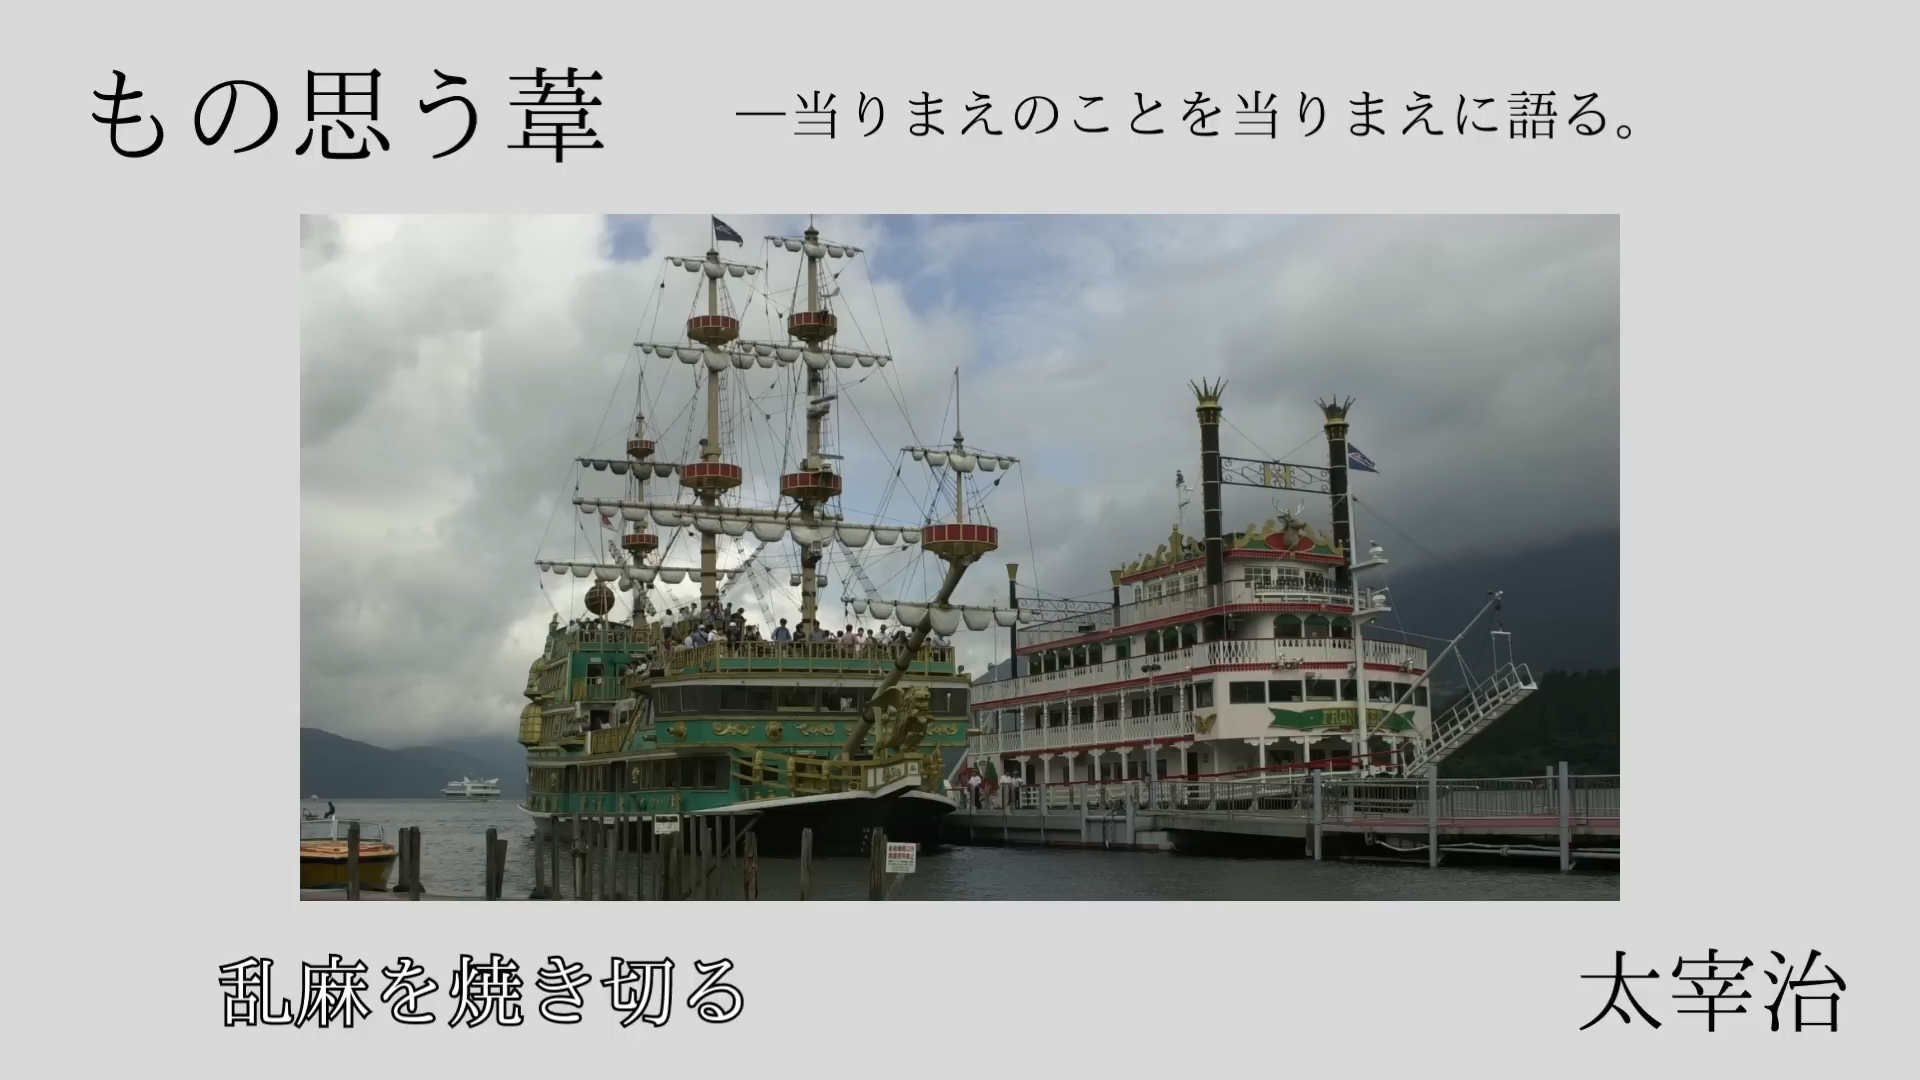 もの思う葦
―当りまえのことを当りまえに語る。
乱麻を焼き切る
太宰治